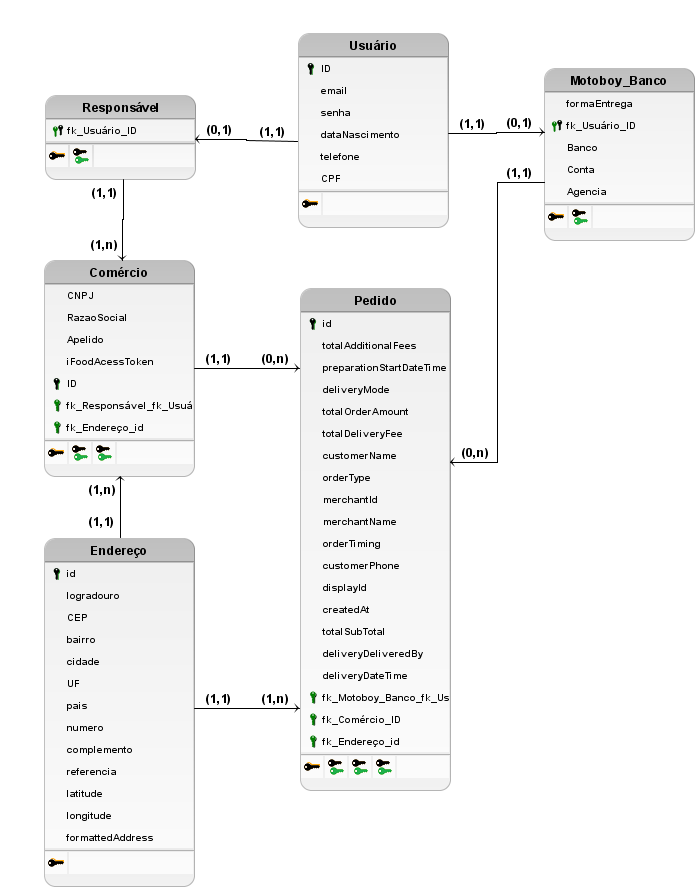 Usuário
ID
email
senha
dataNascimento
telefone
CPF
Motoboy_Banco
formaEntrega
fk_Usuário_ID
Banco
Conta
Agencia
Responsável
fk_Usuário_ID
(0,1)
(1,1)
(1,1)
(0,1)
(1,1)
(1,1)
(1,n)
Comércio
CNPJ
RazaoSocial
Apelido
iFoodAcessToken
ID
fk_Responsável_fk_Usuá
fk_Endereço_id
(1,1)
(0,n)
(0,n)
Pedido
id
totalAdditionalFees
preparationStartDateTime
deliveryMode
totalOrderAmount
totalDeliveryFee
customerName
orderType
merchantId
merchantName
orderTiming
customerPhone
displayId
createdAt
totalSubTotal
deliveryDeliveredBy
deliveryDateTime
fk_Motoboy_Banco_fk_Us
fk_Comércio_ID
fk_Endereço_id
(1,n)
(1,1)
Endereço
id
logradouro
CEP
bairro
cidade
UF
pais
numero
complemento
referencia
latitude
longitude
formattedAddress
(1,1)
(1,n)